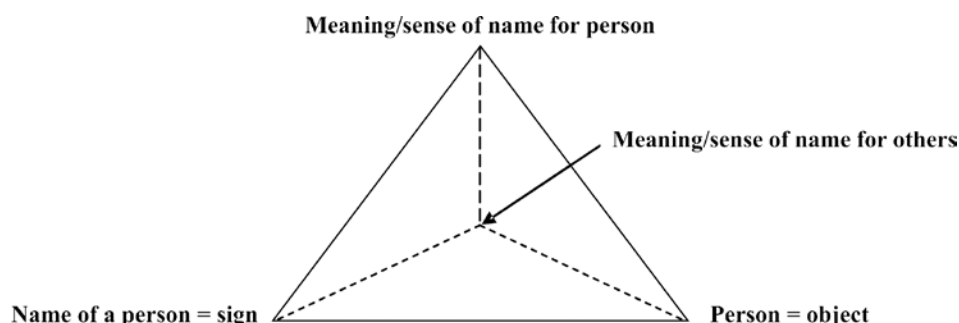 Meaning/sense of name for person
Meaning/sense of name for others
Name of a person = sign
Person = object